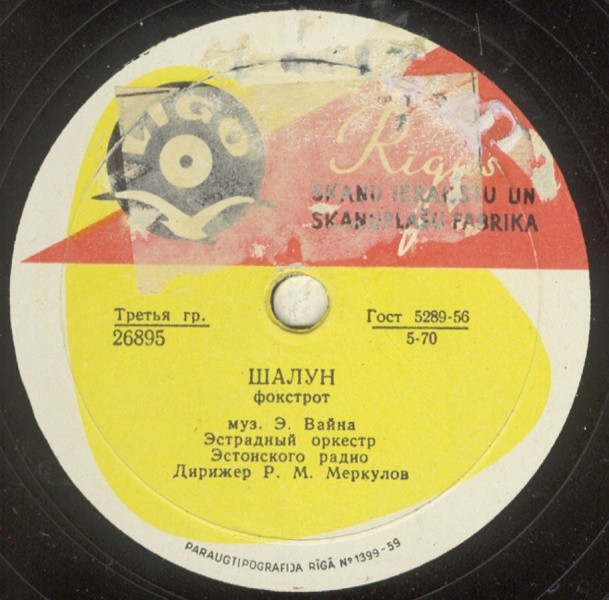 LIGO
Rīgas
SKAŅU IERAKSTU UN
SKAŅUPLAŠU FABRIKA
Третья гр.
26895
Гост 5289-56
5-70
ШАЛУН
фокстрот
муз. Э. Вайна
Эстрадный оркестр
Эстонского радио
Дирижер Р. М. Меркулов
PARAUGTIPOGRAFIJA RĪGĀ № 1399-59